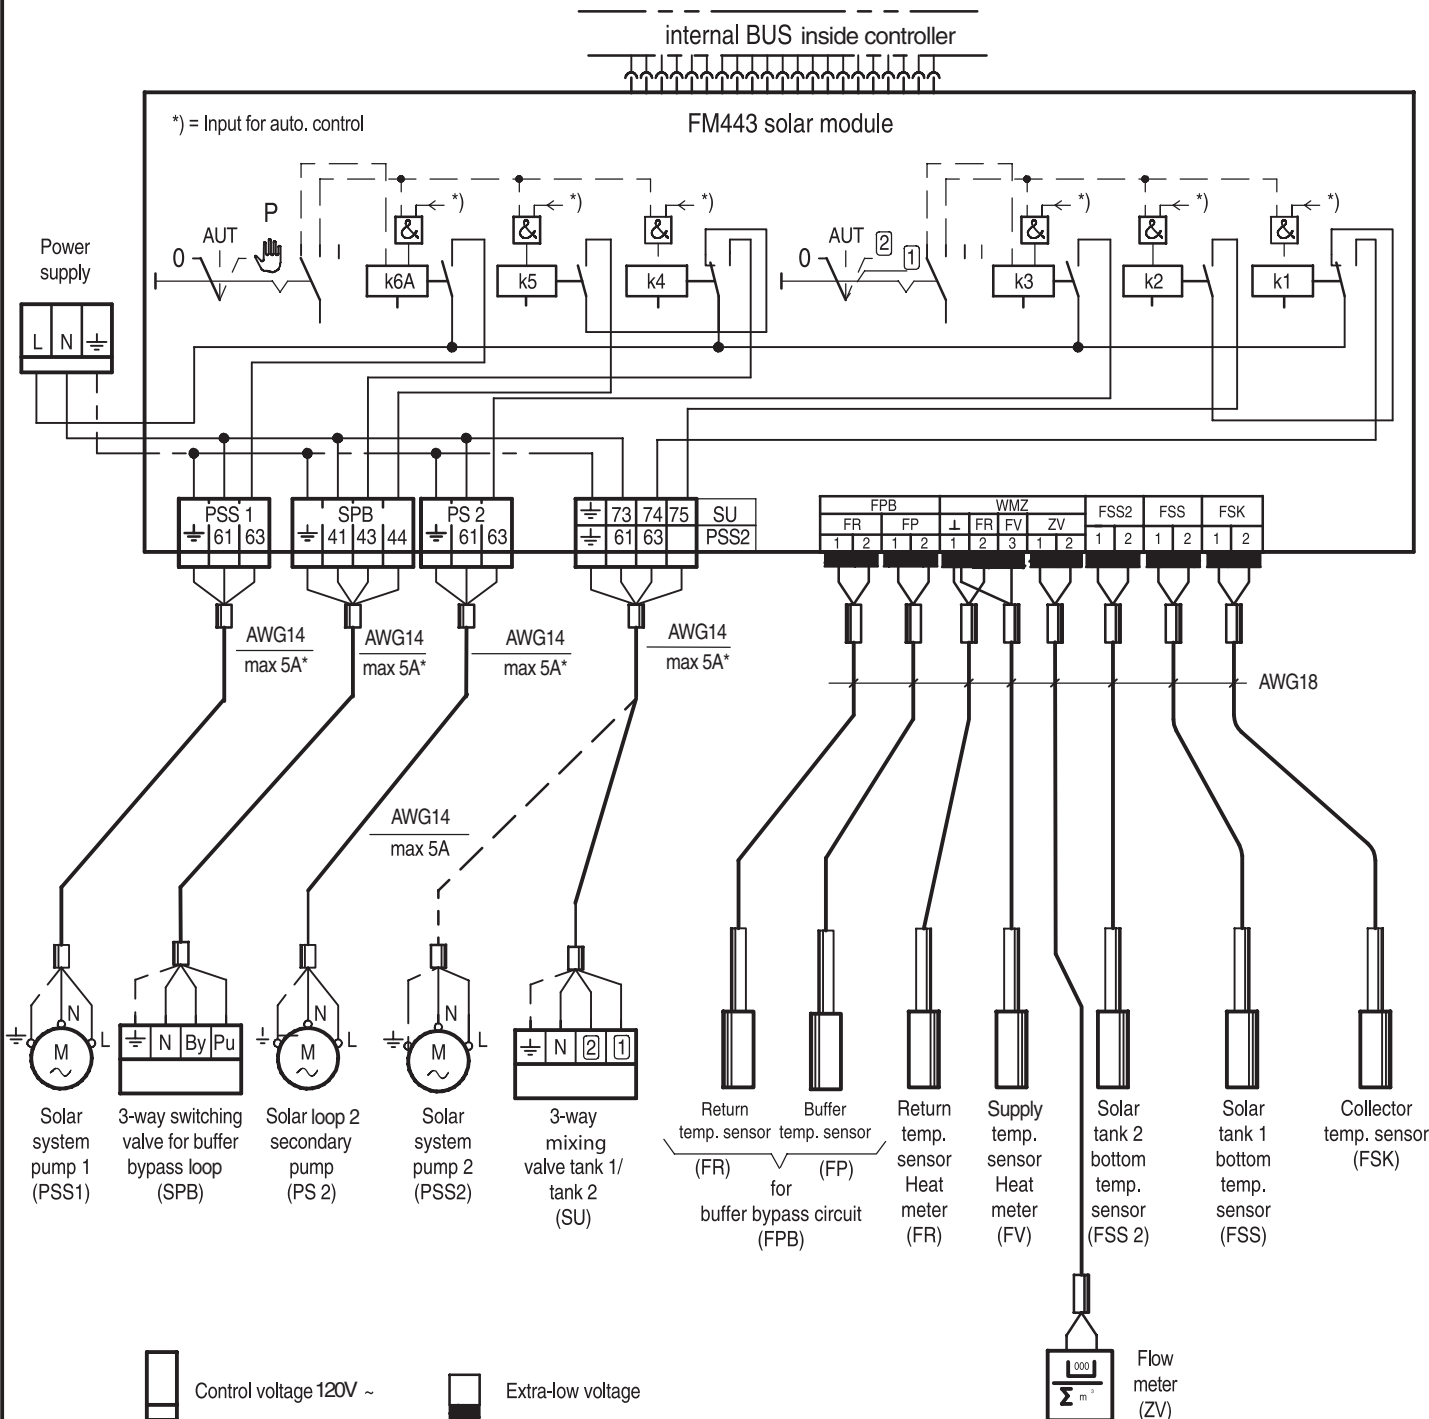 internal BUS inside controller
*) = Input for auto. control
FM443 solar module
P
AUT
0
& *) & *) & *)
k6A k5 k4
AUT
0
2 1
& *) & *) & *)
k3 k2 k1
Power
supply
L N
PSS 1
61 63
SPB
41 43 44
PS 2
61 63
73 74 75 SU
61 63 PSS2
FPB WMZ FSS2 FSS FSK
FR FP ⊥ FR FV ZV
1 2 1 2 1 2 3 1 2 1 2 1 2 1 2
AWG14
max 5A*
AWG14
max 5A*
AWG14
max 5A*
AWG14
max 5A*
AWG18
AWG14
max 5A
N
L
M
~
N By Pu
N
L
M
~
N
L
M
~
N 2 1
Solar
system
pump 1
(PSS1)
3-way switching
valve for buffer
bypass loop
(SPB)
Solar loop 2
secondary
pump
(PS 2)
Solar
system
pump 2
(PSS2)
3-way
mixing
valve tank 1/
tank 2
(SU)
Return
temp. sensor
(FR)
Buffer
temp. sensor
(FP)
for
buffer bypass circuit
(FPB)
Return
temp.
sensor
Heat
meter
(FR)
Supply
temp.
sensor
Heat
meter
(FV)
Solar
tank 2
bottom
temp.
sensor
(FSS 2)
Solar
tank 1
bottom
temp.
sensor
(FSS)
Collector
temp. sensor
(FSK)
000
Σ m³
Flow
meter
(ZV)
Control voltage 120V ~
Extra-low voltage